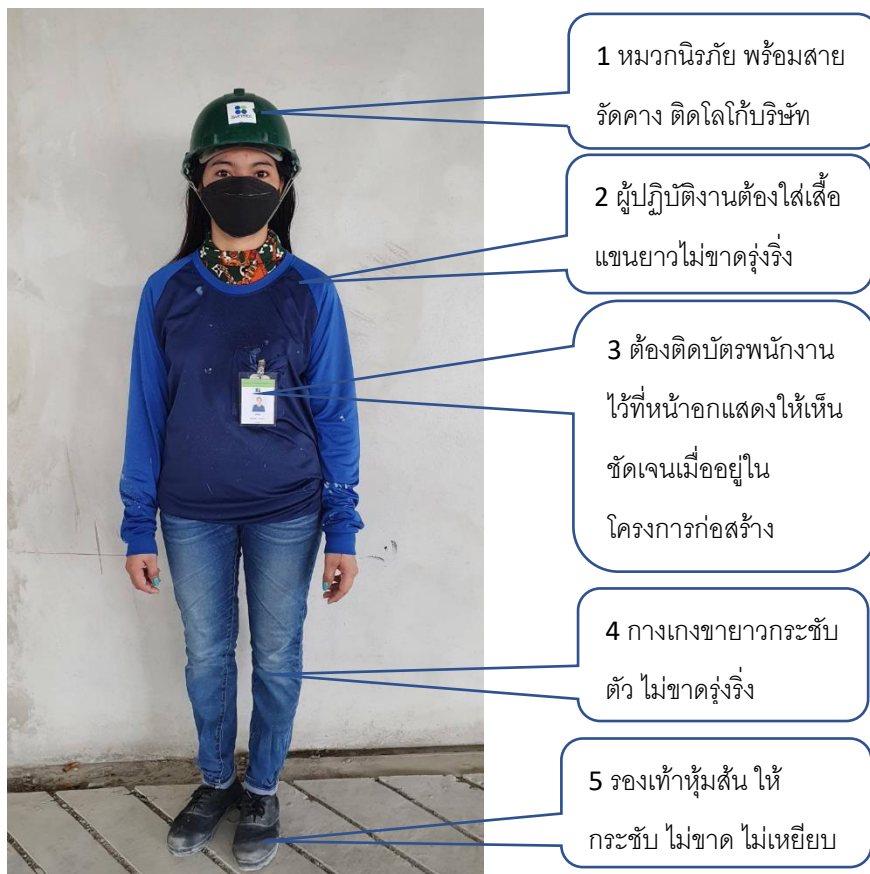 1 หมวกนิรภัย พร้อมสาย
รัดคาง ติดโลโก้บริษัท
2 ผู้ปฏิบัติงานต้องใส่เสื้อ
แขนยาวไม่ขาดรุ่งริ่ง
3 ต้องติดบัตรพนักงาน
ไว้ที่หน้าอกแสดงให้เห็น
ชัดเจนเมื่ออยู่ใน
โครงการก่อสร้าง
4 กางเกงขายาวกระชับ
ตัว ไม่ขาดรุ่งริ่ง
5 รองเท้าหุ้มส้น ให้
กระชับ ไม่ขาด ไม่เหยียบ